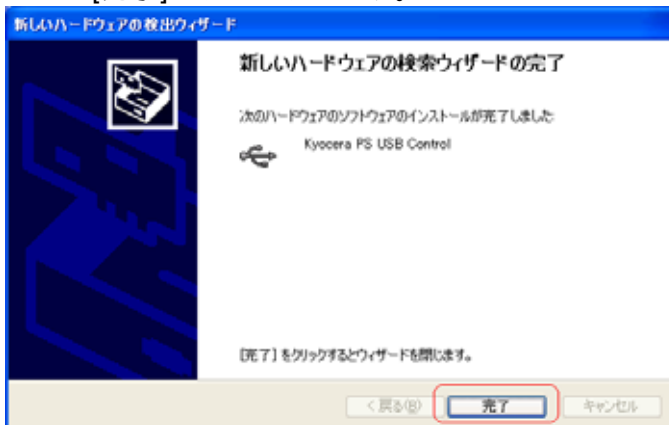 新しいハードウェアの検出ウィザード
新しいハードウェアの検索ウィザードの完了
次のハードウェアのソフトウェアのインストールが完了しました
Kyocera PS USB Control
[完了] をクリックするとウィザードを閉じます。
< 戻る(B)
完了
キャンセル